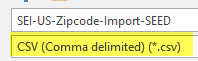 SEI-US-Zipcode-Import-SEED
CSV (Comma delimited) (*.csv)